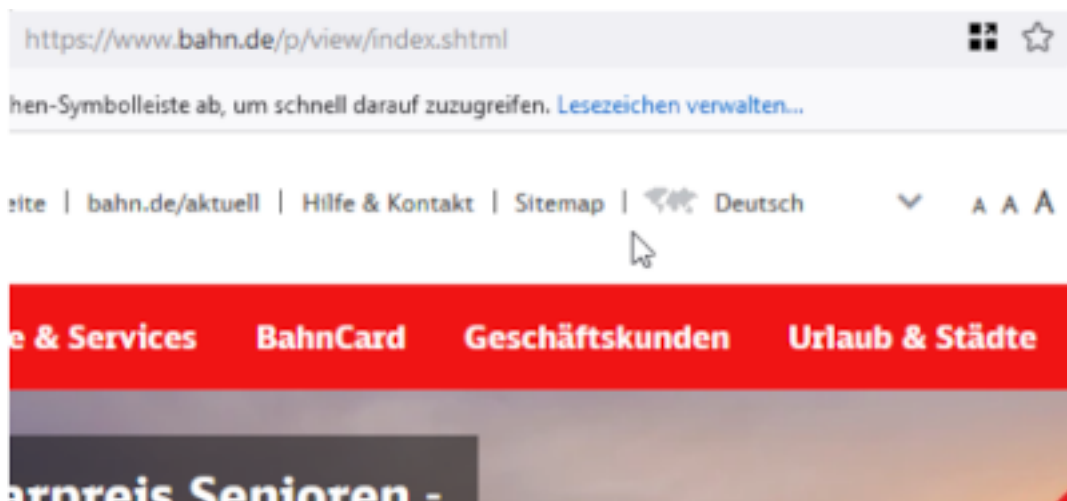 https://www.bahn.de/p/view/index.shtml
hen-Symbolleiste ab, um schnell darauf zuzugreifen. Lesezeichen verwalten...
eite | bahn.de/aktuell | Hilfe & Kontakt | Sitemap | Deutsch A A A
e & Services BahnCard Geschäftskunden Urlaub & Städte
erpreis Senioren -